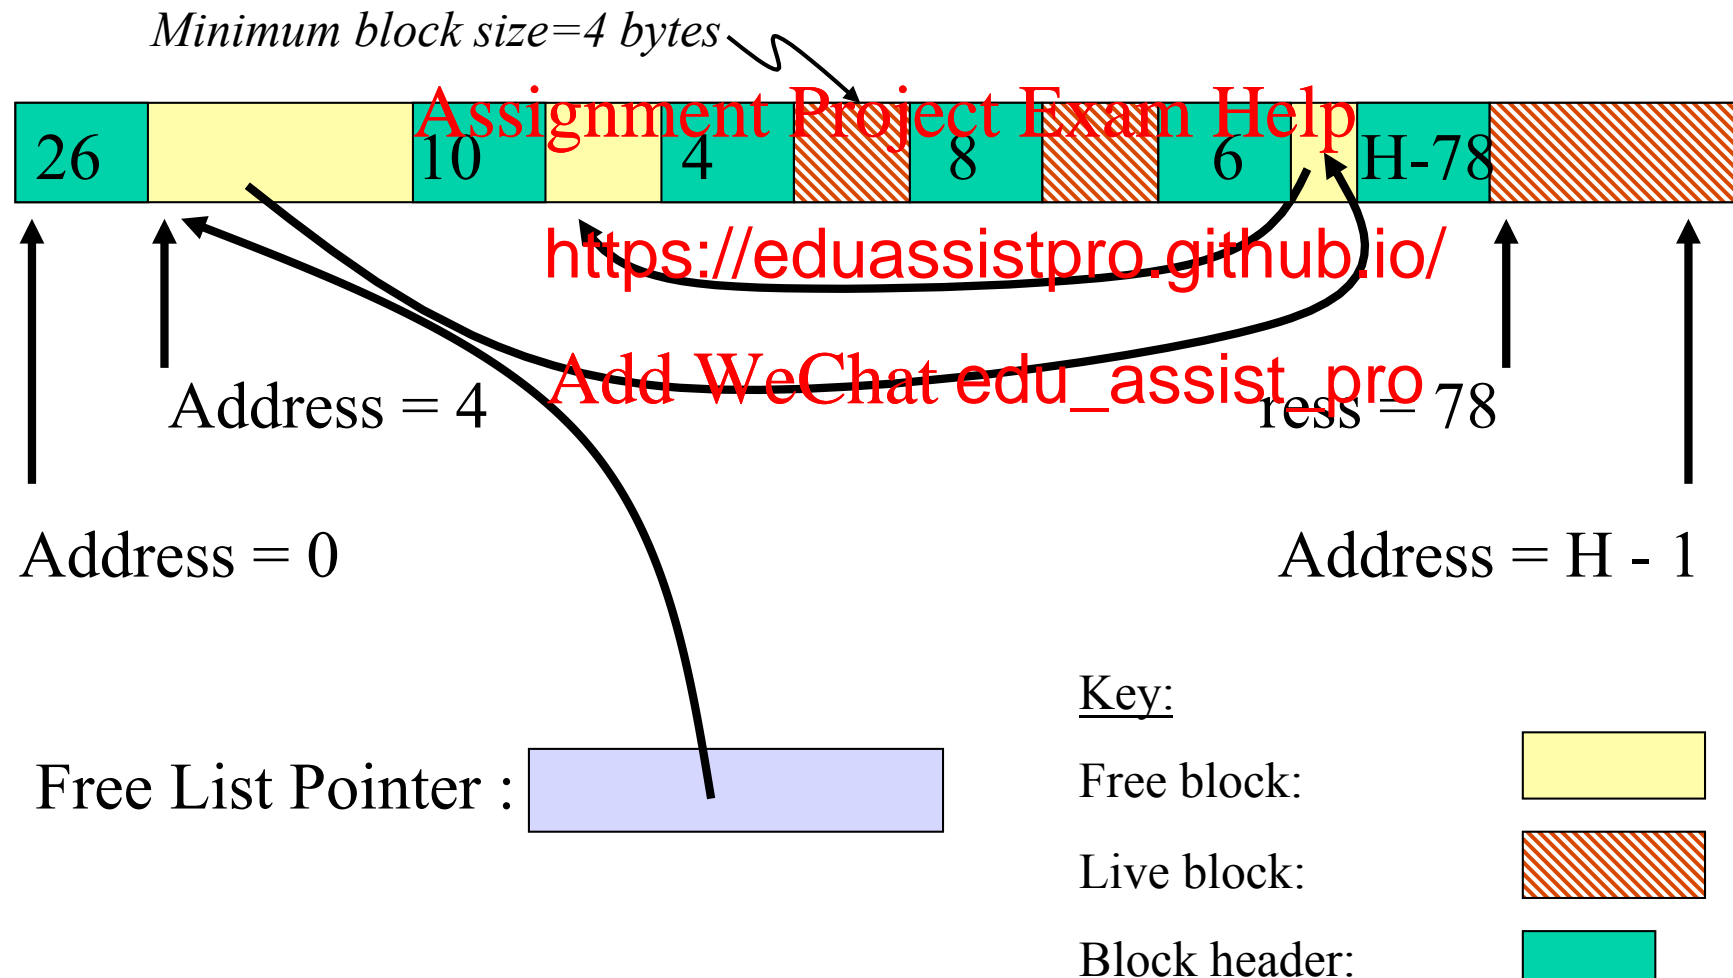 Minimum block size=4 bytes
Assignment Project Exam Help
26 10 4 8 6 H-78
https://eduassistpro.github.io/
Add WeChat edu_assist_pro
Address = 4
ress = 78
Address = 0
Address = H - 1
Key:
Free List Pointer :
Free block:
Live block:
Block header: